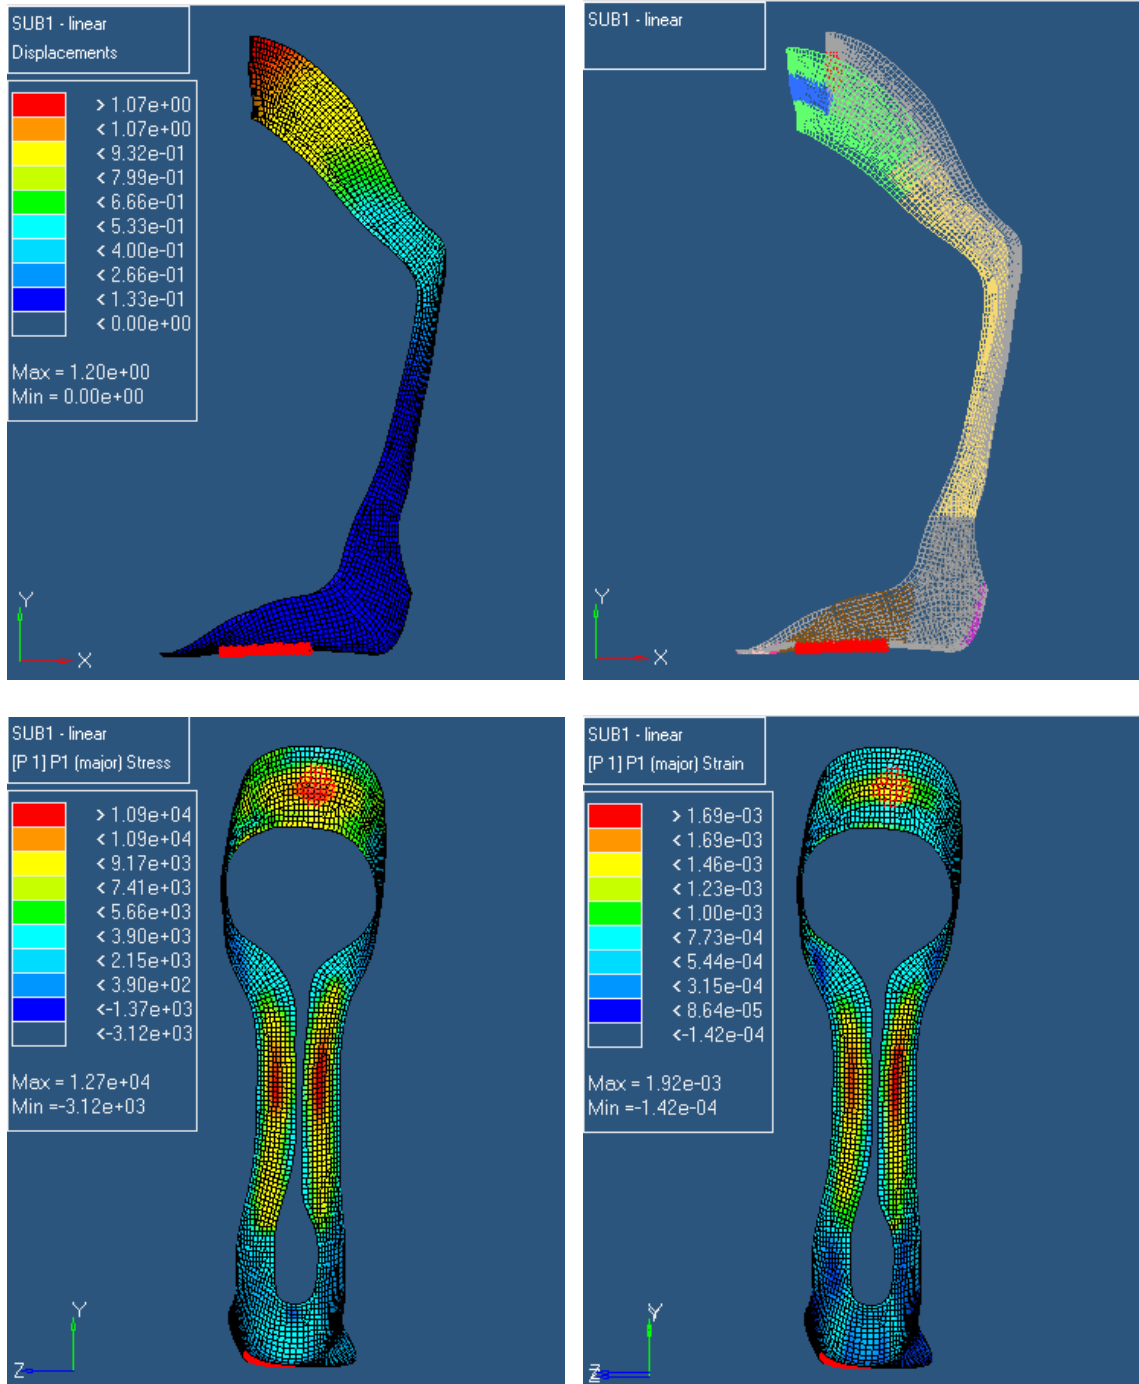 SUB1 - linear
Displacements
> 1.07e+00
< 1.07e+00
< 9.32e-01
< 7.99e-01
< 6.66e-01
< 5.33e-01
< 4.00e-01
< 2.66e-01
< 1.33e-01
< 0.00e+00
Max = 1.20e+00
Min = 0.00e+00
Y
X
SUB1 - linear
Y
X
SUB1 - linear
[P 1] P1 (major) Stress
> 1.09e+04
< 1.09e+04
< 9.17e+03
< 7.41e+03
< 5.66e+03
< 3.90e+03
< 2.15e+03
< 3.90e+02
<-1.37e+03
<-3.12e+03
Max = 1.27e+04
Min =-3.12e+03
Y
Z
SUB1 - linear
[P 1] P1 (major) Strain
> 1.69e-03
< 1.69e-03
< 1.46e-03
< 1.23e-03
< 1.00e-03
< 7.73e-04
< 5.44e-04
< 3.15e-04
< 8.64e-05
<-1.42e-04
Max = 1.92e-03
Min =-1.42e-04
Y
Z